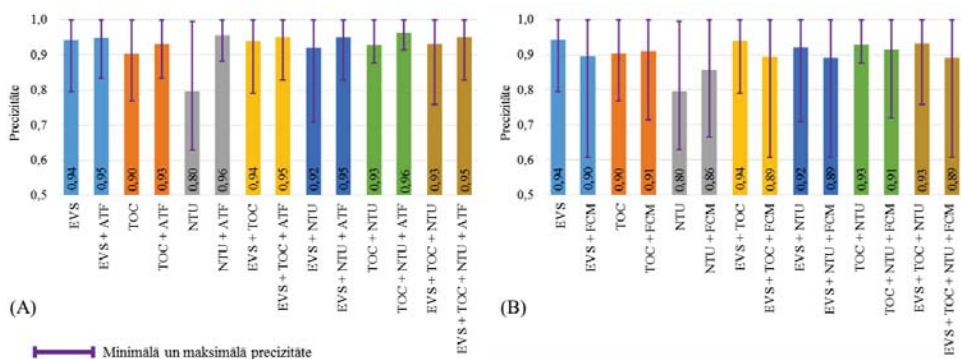 Precizitāte
1,0
0,9
0,8
0,7
0,6
0,5
0,94
0,95
0,90
0,93
0,80
0,96
0,94
0,95
0,92
0,95
0,93
0,96
0,93
0,95
EVS
EVS + ATF
TOC
TOC + ATF
NTU
NTU + ATF
EVS + TOC
EVS + TOC + ATF
EVS + NTU
EVS + NTU + ATF
TOC + NTU
TOC + NTU + ATF
EVS + TOC + NTU
EVS + TOC + NTU + ATF
(A)
Precizitāte
1,0
0,9
0,8
0,7
0,6
0,5
0,94
0,90
0,90
0,91
0,80
0,86
0,94
0,89
0,92
0,89
0,93
0,91
0,93
0,89
EVS
EVS + FCM
TOC
TOC + FCM
NTU
NTU + FCM
EVS + TOC
EVS + TOC + FCM
EVS + NTU
EVS + NTU + FCM
TOC + NTU
TOC + NTU + FCM
EVS + TOC + NTU
EVS + TOC + NTU + FCM
(B)
Minimālā un maksimālā precizitāte